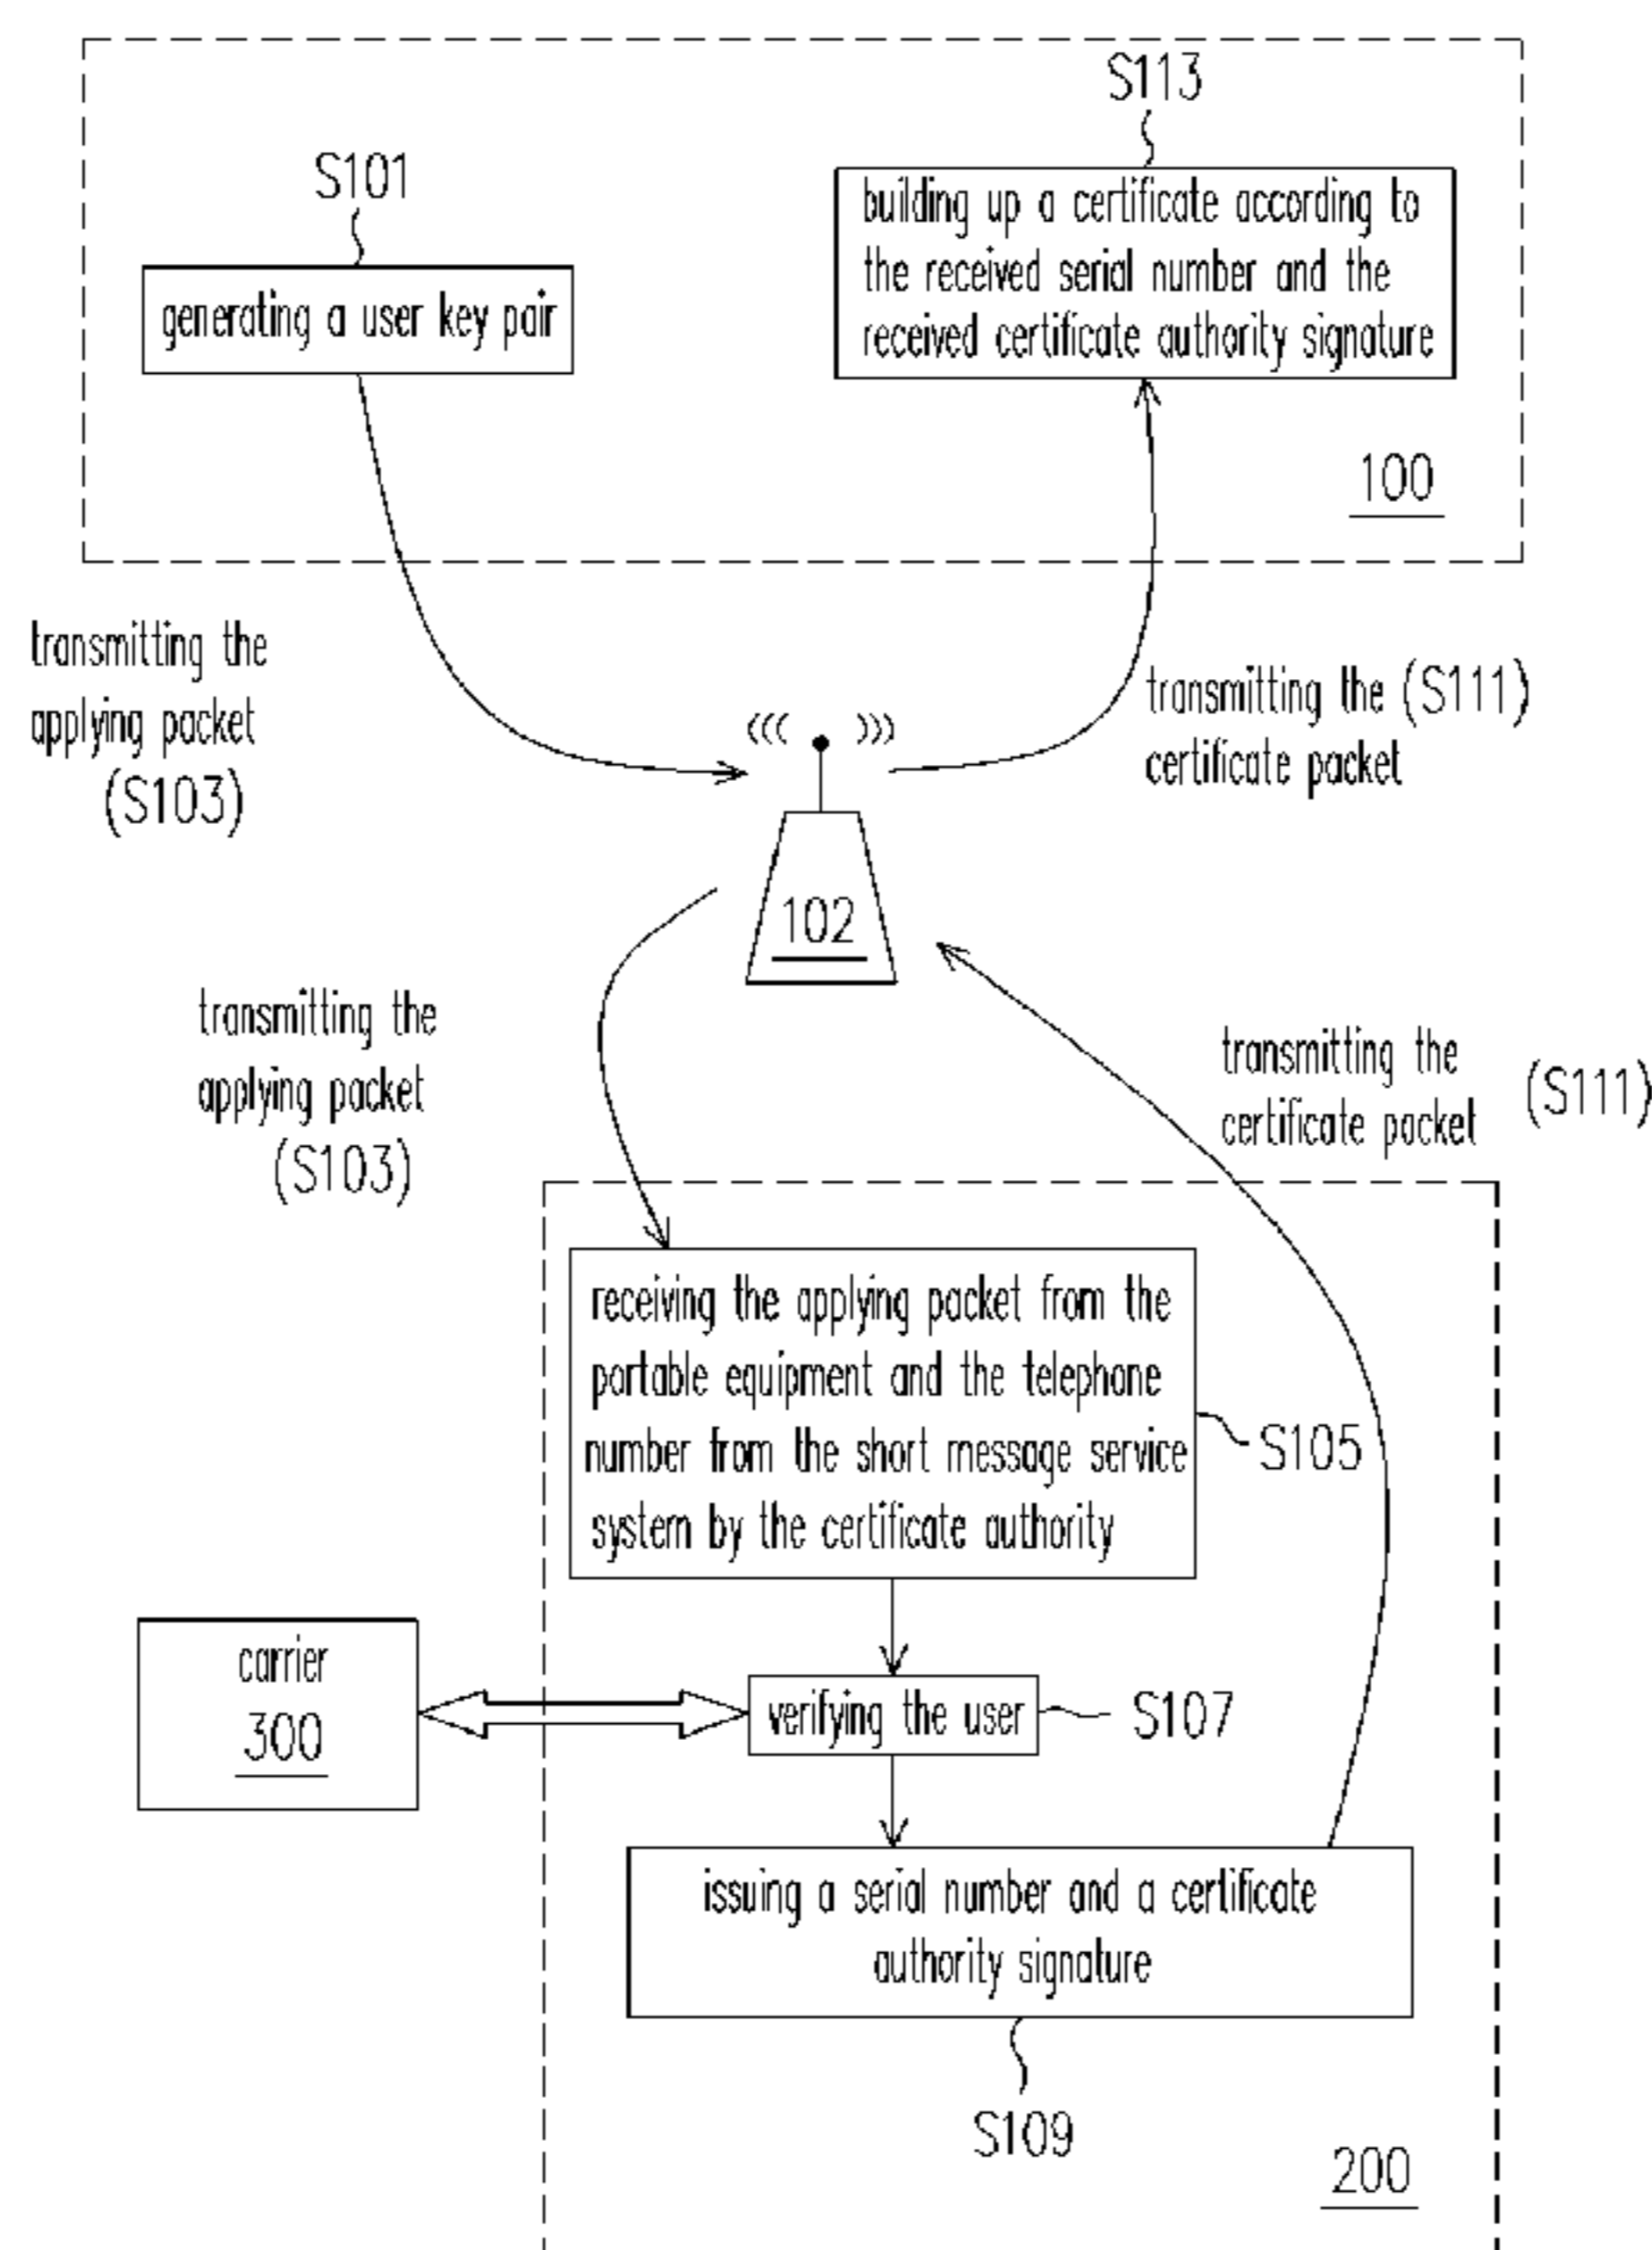 S113
S101
building up a certificate according to
the received serial number and the
received certificate authority signature
generating a user key pair
100
transmitting the
applying packet
(S103)
transmitting the (S111)
certificate packet
102
transmitting the
applying packet
(S103)
transmitting the
certificate packet
(S111)
receiving the applying packet from the
portable equipment and the telephone
number from the short message service
system by the certificate authority
S105
carrier
300
verifying the user
S107
issuing a serial number and a certificate
authority signature
S109
200